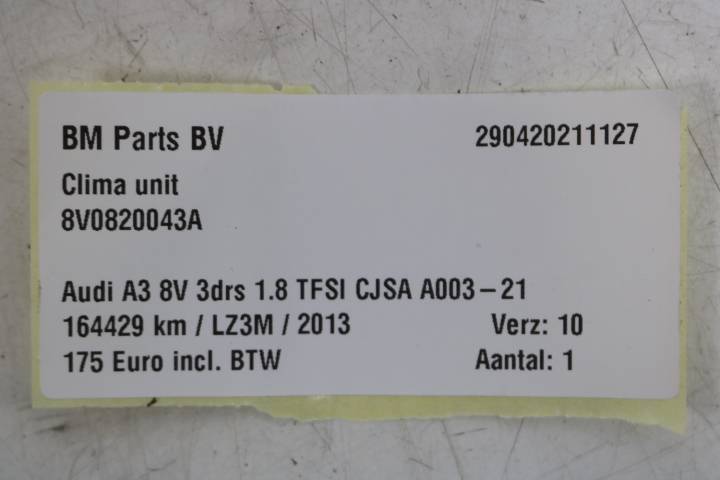 BM Parts BV 290420211127
Clima unit
8V0820043A
Audi A3 8V 3drs 1.8 TFSI CJSA A003-21
164429 km / LZ3M / 2013 Verz: 10
175 Euro incl. BTW Aantal: 1